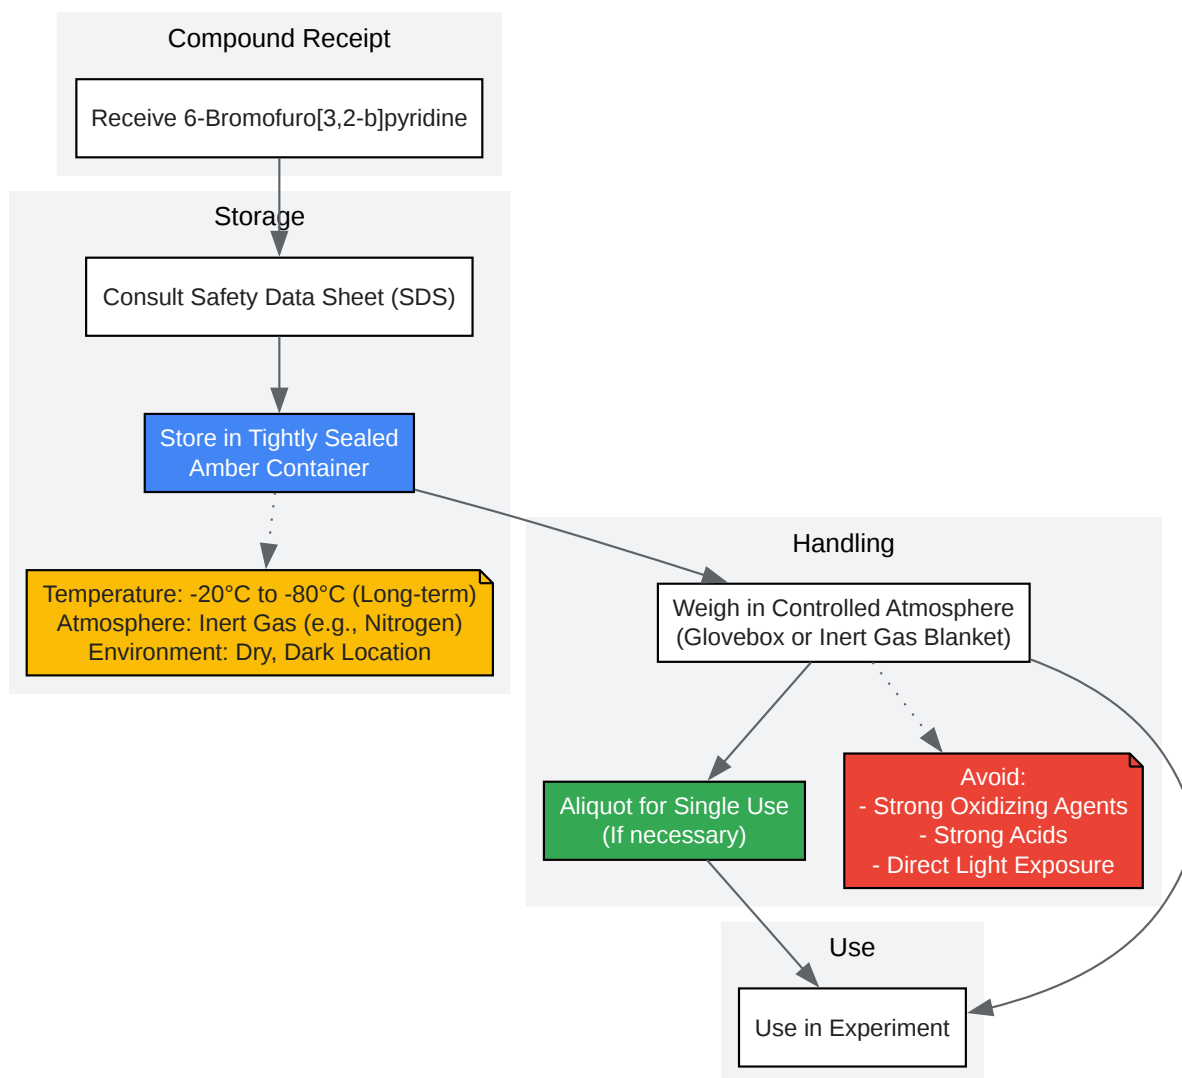 Compound Receipt
Receive 6-Bromofuro[3,2-b]pyridine
Storage
Consult Safety Data Sheet (SDS)
Store in Tightly Sealed
Amber Container
Temperature: -20°C to -80°C (Long-term)
Atmosphere: Inert Gas (e.g., Nitrogen)
Environment: Dry, Dark Location
Handling
Weigh in Controlled Atmosphere
(Glovebox or Inert Gas Blanket)
Aliquot for Single Use
(If necessary)
Avoid:
- Strong Oxidizing Agents
- Strong Acids
- Direct Light Exposure
Use
Use in Experiment